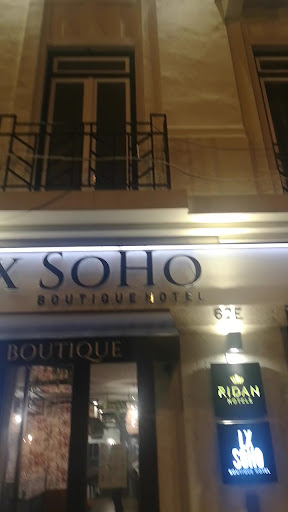 X SOHO
BOUTIQUE HOTEL
62E
BOUTIQUE
RIDAN
HOTELS
LX
SOHO
BOUTIQUE HOTEL